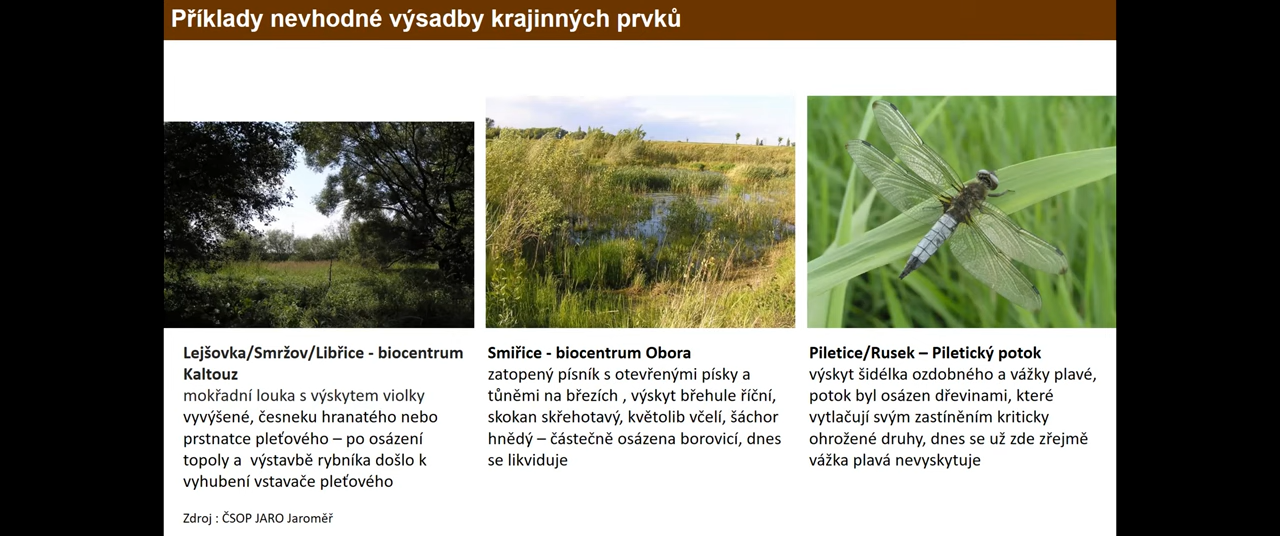 Příklady nevhodné výsadby krajinných prvků
Lejšovka/Smržov/Libřice - biocentrum
Kaltouz
mokřadní louka s výskytem violky
vyvýšené, česneku hranatého nebo
prstnatce pleťového – po osázení
topoly a  výstavbě rybníka došlo k
vyhubení vstavače pleťového
Smiřice - biocentrum Obora
zatopený písník s otevřenými písky a
tůněmi na březích , výskyt břehule říční,
skokan skřehotavý, květolib včelí, šáchor
hnědý – částečně osázena borovicí, dnes
se likviduje
Piletice/Rusek – Piletický potok
výskyt šidélka ozdobného a vážky plavé,
potok byl osázen dřevinami, které
vytlačují svým zastíněním kriticky
ohrožené druhy, dnes se už zde zřejmě
vážka plavá nevyskytuje
Zdroj : ČSOP JARO Jaroměř